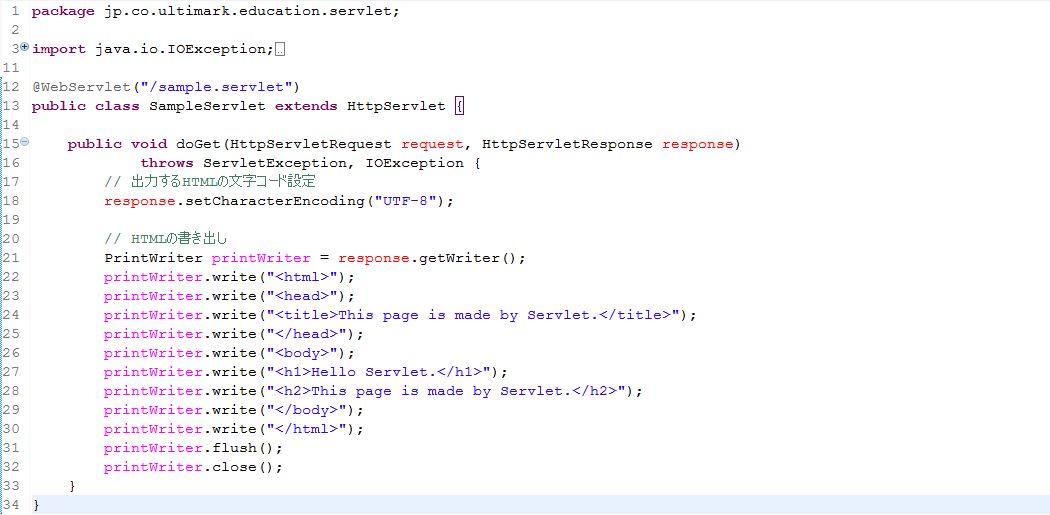 1 package jp.co.ultimark.education.servlet;
2
3 import java.io.IOException;
11
12 @WebServlet("/sample.servlet")
13 public class SampleServlet extends HttpServlet {
14
15     public void doGet(HttpServletRequest request, HttpServletResponse response)
16             throws ServletException, IOException {
17         // 出力するHTMLの文字コード設定
18         response.setCharacterEncoding("UTF-8");
19
20         // HTMLの書き出し
21         PrintWriter printWriter = response.getWriter();
22         printWriter.write("<html>");
23         printWriter.write("<head>");
24         printWriter.write("<title>This page is made by Servlet.</title>");
25         printWriter.write("</head>");
26         printWriter.write("<body>");
27         printWriter.write("<h1>Hello Servlet.</h1>");
28         printWriter.write("<h2>This page is made by Servlet.</h2>");
29         printWriter.write("</body>");
30         printWriter.write("</html>");
31         printWriter.flush();
32         printWriter.close();
33     }
34 }